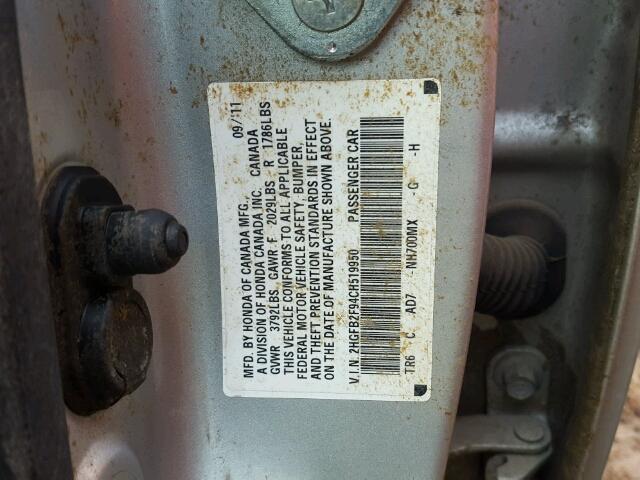 MFD. BY HONDA OF CANADA MFG., 09/11
A DIVISION OF HONDA CANADA INC. CANADA
GVWR 3792LBS GAWR F 2029LBS R 1786LBS
THIS VEHICLE CONFORMS TO ALL APPLICABLE
FEDERAL MOTOR VEHICLE SAFETY, BUMPER,
AND THEFT PREVENTION STANDARDS IN EFFECT
ON THE DATE OF MANUFACTURE SHOWN ABOVE.
V.I.N. 2HGFB2F94CH519950 PASSENGER CAR
TR6 C AD7 -NH700MX -G -H